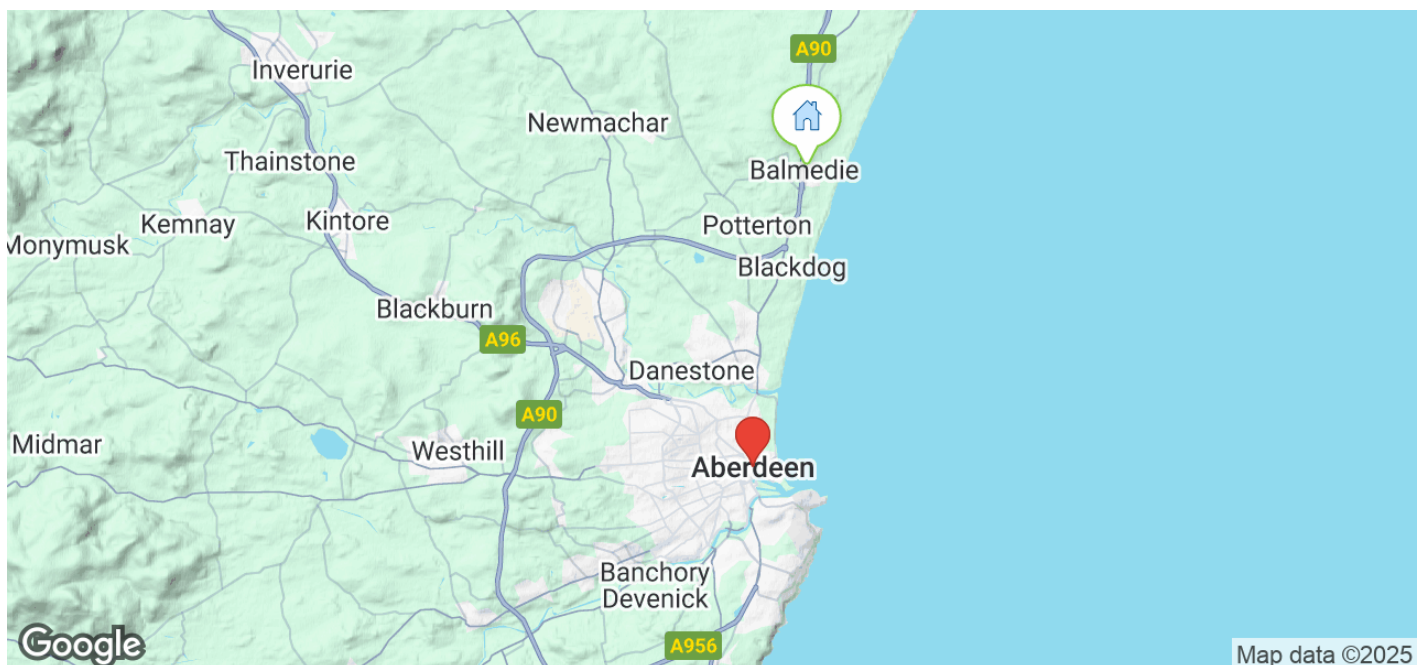 A90
Inverurie
Newmachar
Thainstone
Balmedie
Kemnay
Kintore
Potterton
Monymusk
Blackdog
Blackburn
A96
Danestone
A90
Midmar
Westhill
Aberdeen
Banchory
Devenick
A956
Google
Map data ©2025